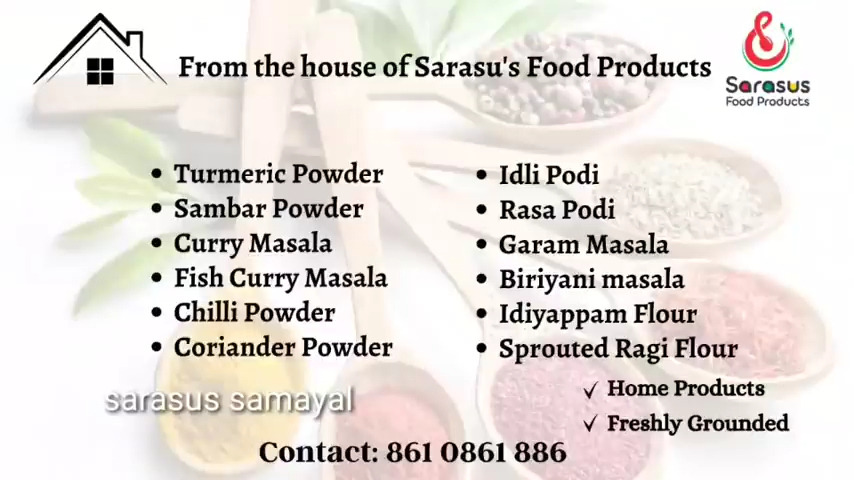 From the house of Sarasu's Food Products
Sarasus
Food Products
• Turmeric Powder
• Sambar Powder
• Curry Masala
• Fish Curry Masala
• Chilli Powder
• Coriander Powder
• Idli Podi
• Rasa Podi
• Garam Masala
• Biriyani masala
• Idiyappam Flour
• Sprouted Ragi Flour
✓ Home Products
✓ Freshly Grounded
sarasus samayal
Contact: 861 0861 886